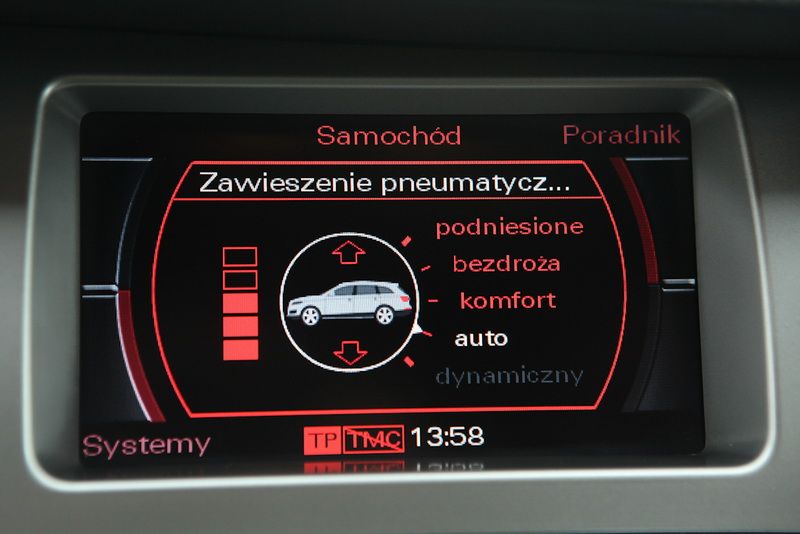 Samochód Poradnik
Zawieszenie pneumatycz...
podniesione
bezdroża
komfort
auto
dynamiczny
Systemy TP TMC 13:58